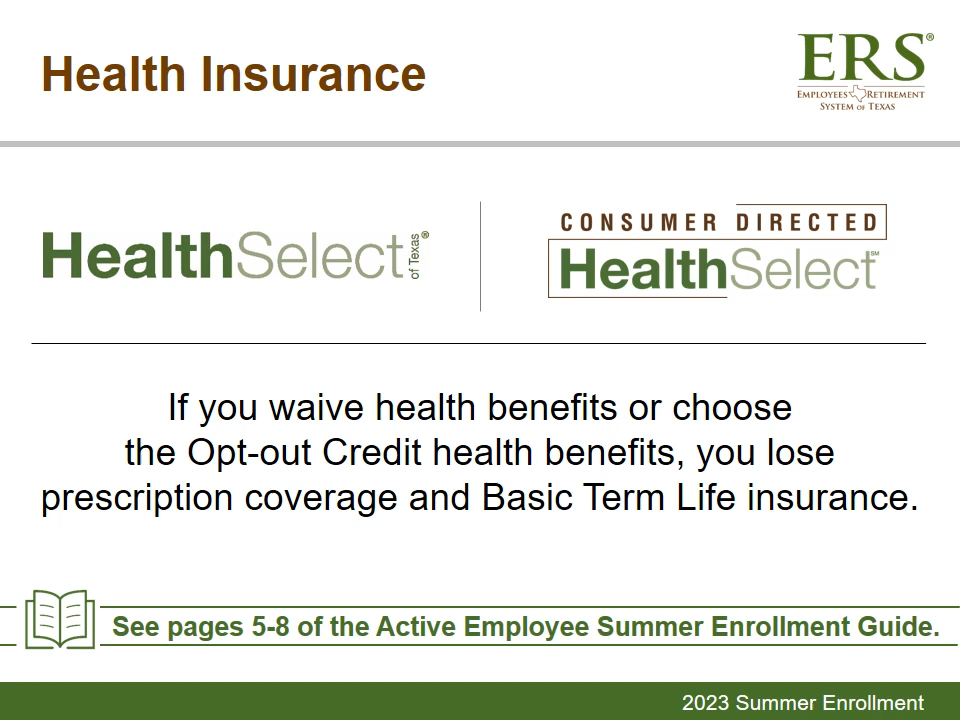 Health Insurance
ERS®
EMPLOYEES RETIREMENT
SYSTEM OF TEXAS
HealthSelect of Texas®
CONSUMER DIRECTED
HealthSelect℠
If you waive health benefits or choose
the Opt-out Credit health benefits, you lose
prescription coverage and Basic Term Life insurance.
See pages 5-8 of the Active Employee Summer Enrollment Guide.
2023 Summer Enrollment